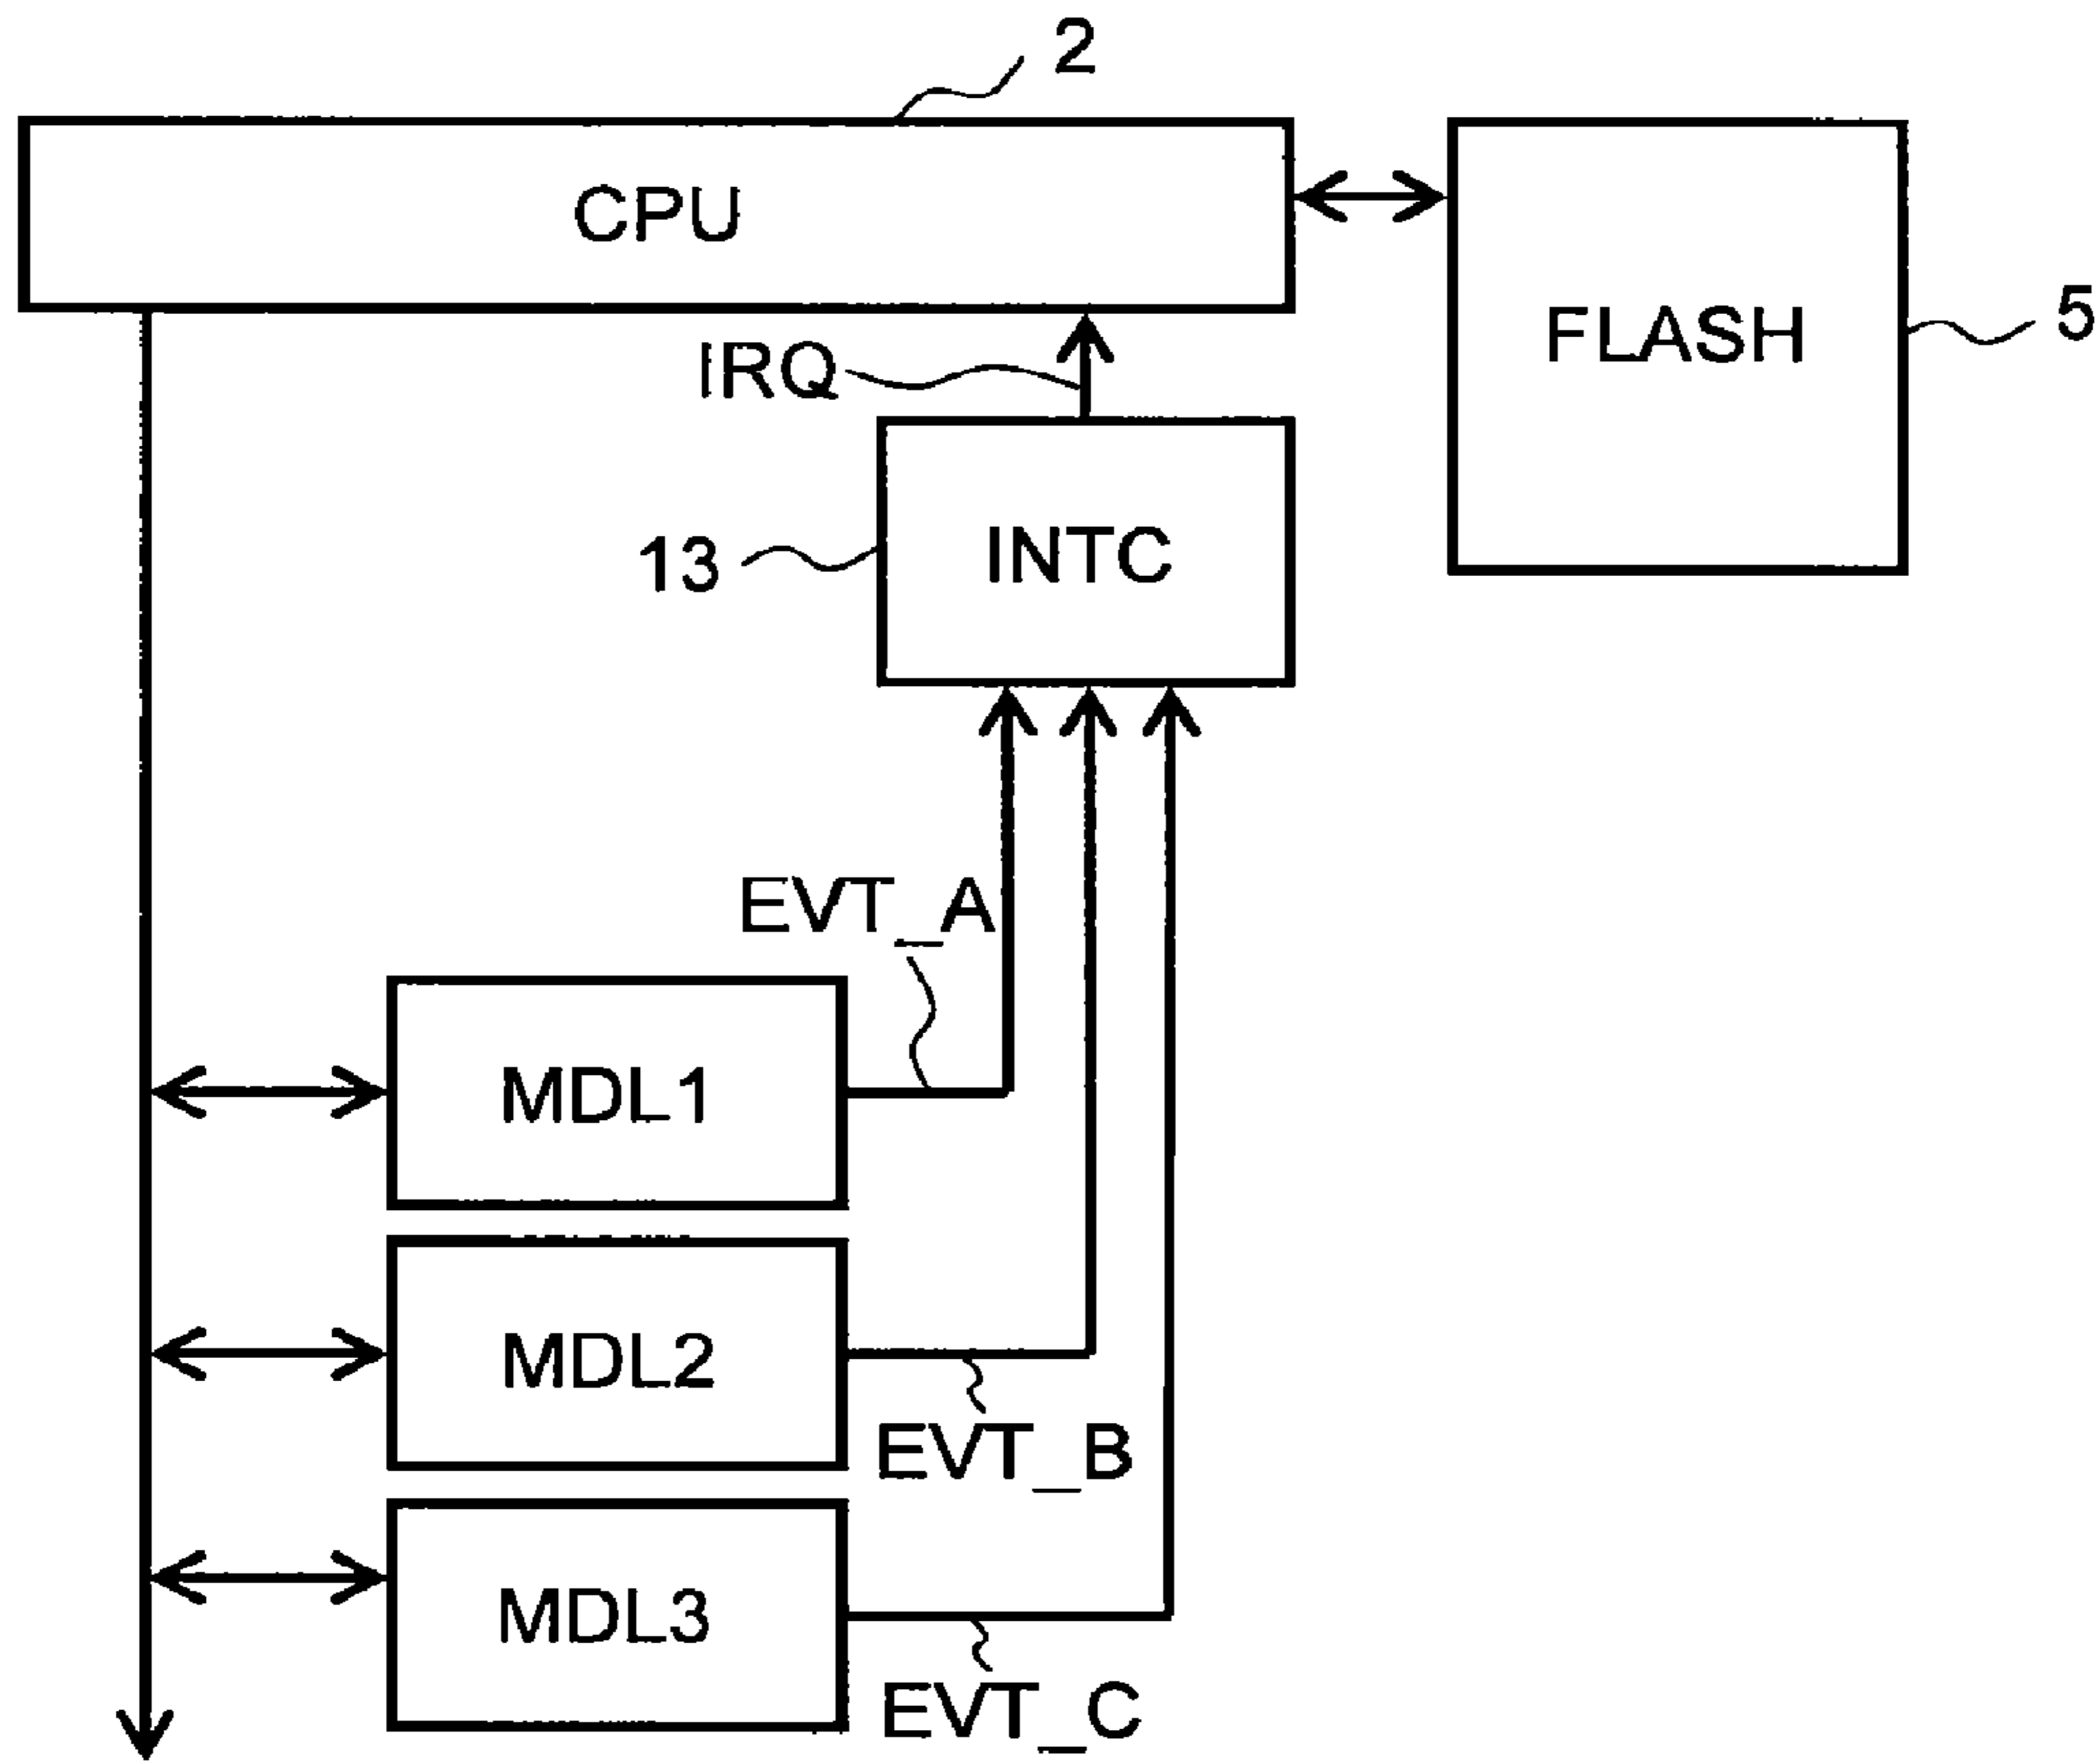 2
CPU
FLASH
5
IRQ
INTC
13
EVT_A
MDL1
MDL2
EVT_B
MDL3
EVT_C